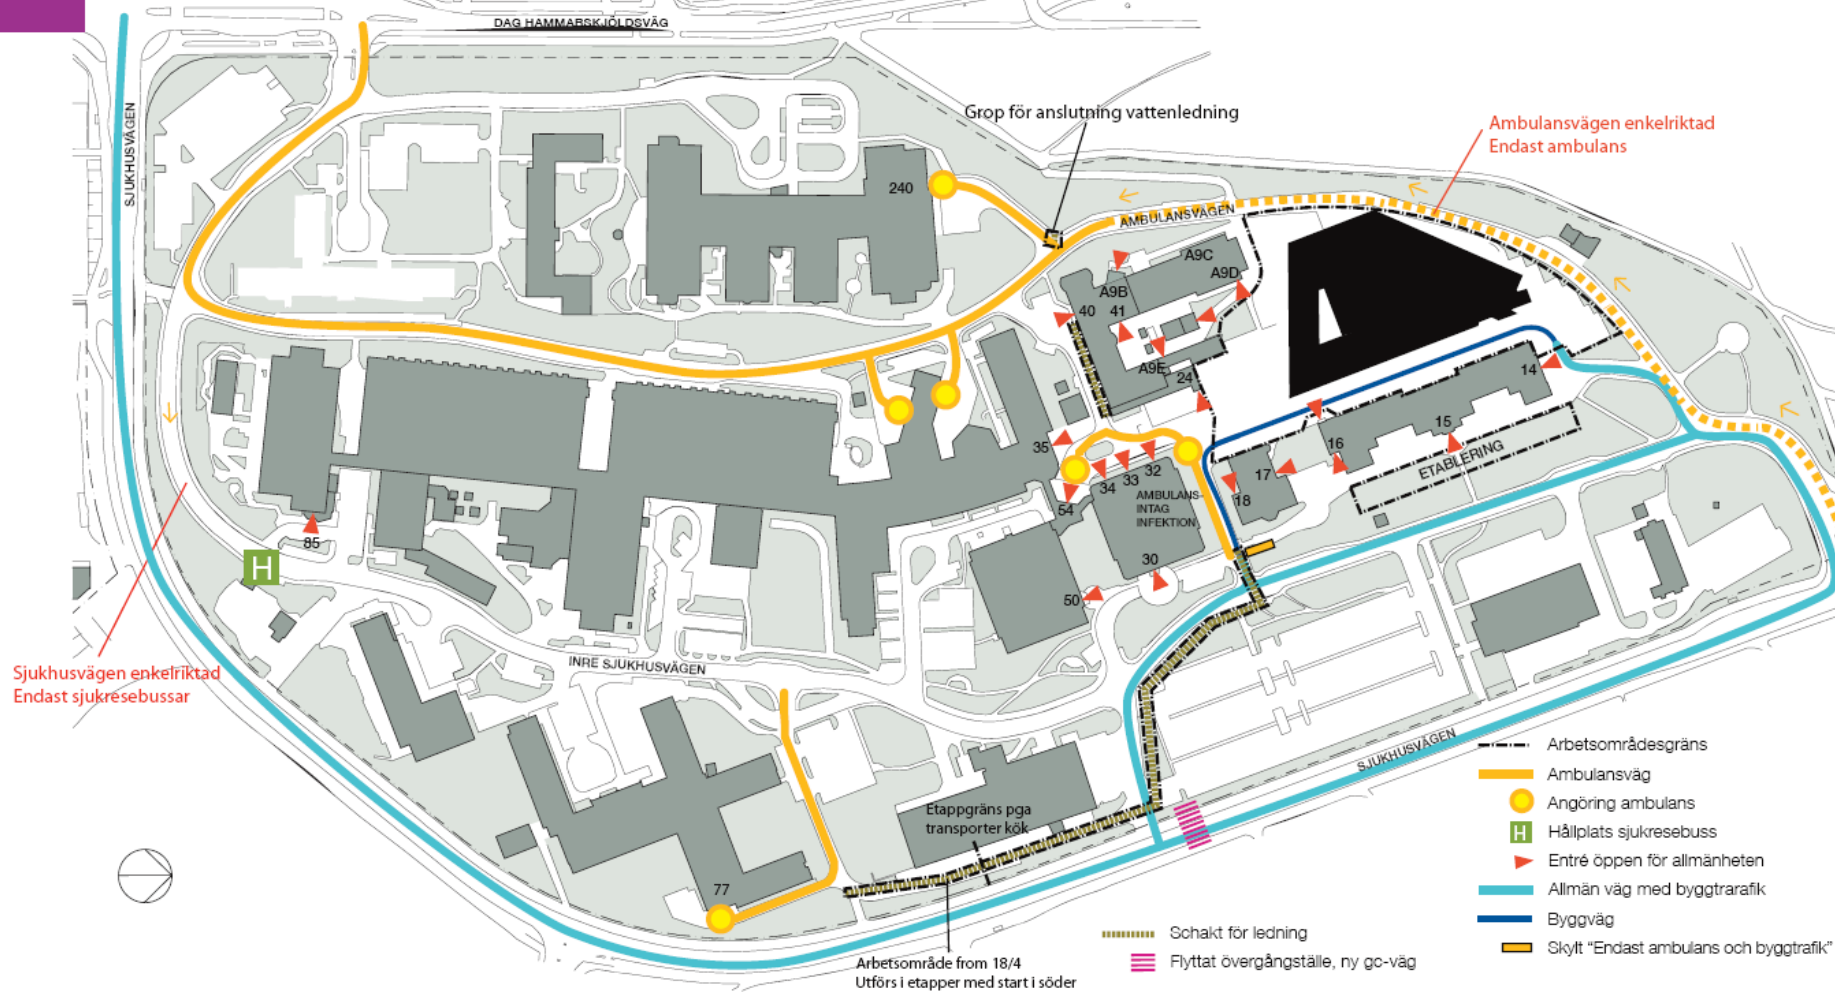 DAG HAMMARSKJÖLDSVÄG
SJUKHUSVÄGEN
Grop för anslutning vattenledning
Ambulansvägen enkelriktad
Endast ambulans
240
AMBULANSVÄGEN
A9C
A9D
A9B
40
41
A9E
24
14
15
16
17
18
ETABLERING
35
32
33
34
54
AMBULANS-
INTAG
INFEKTION
30
50
85
H
INRE SJUKHUSVÄGEN
Sjukhusvägen enkelriktad
Endast sjukresebussar
SJUKHUSVÄGEN
Etappgräns pga
transporter kök
77
Arbetsområde from 18/4
Utförs i etapper med start i söder
Schakt för ledning
Flyttat övergångställe, ny gc-väg
Arbetsområdesgräns
Ambulansväg
Angöring ambulans
H Hållplats sjukresebuss
Entré öppen för allmänheten
Allmän väg med byggtrarafik
Byggväg
Skylt “Endast ambulans och byggtrafik”